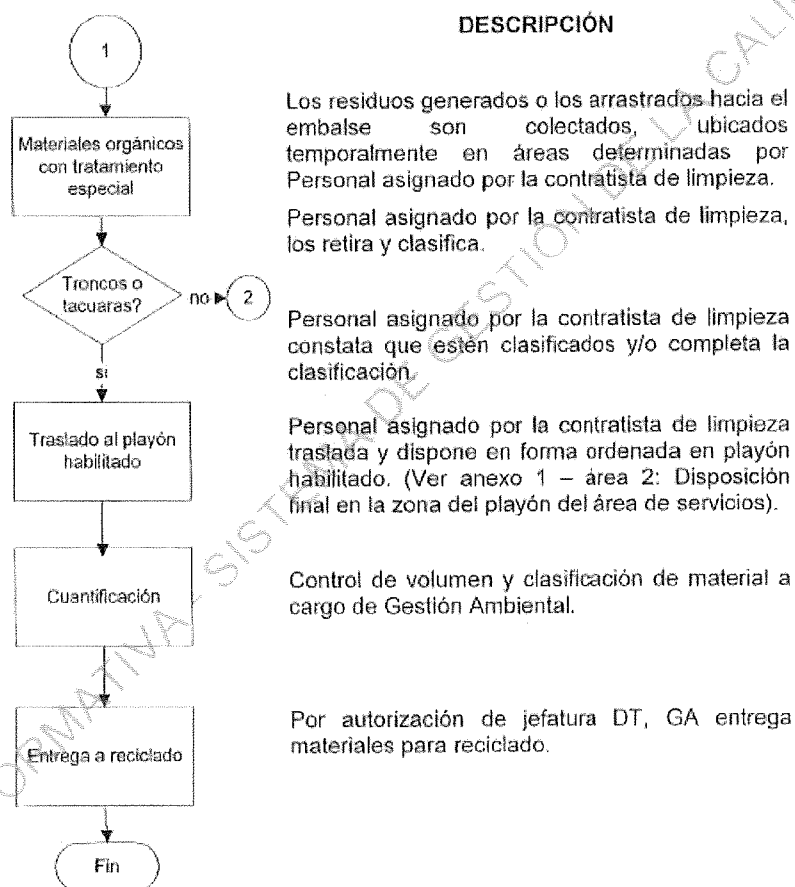 DESCRIPCIÓN
1
Los residuos generados o los arrastrados hacia el
embalse son colectados, ubicados
temporalmente en áreas determinadas por
Personal asignado por la contratista de limpieza.
Materiales orgánicos
con tratamiento
especial
Personal asignado por la contratista de limpieza,
los retira y clasifica.
Troncos o
tacuaras?
no
2
si
Personal asignado por la contratista de limpieza
constata que estén clasificados y/o completa la
clasificación.
Traslado al playón
habilitado
Personal asignado por la contratista de limpieza
traslada y dispone en forma ordenada en playón
habilitado. (Ver anexo 1 – área 2: Disposición
final en la zona del playón del área de servicios).
Cuantificación
Control de volumen y clasificación de material a
cargo de Gestión Ambiental.
Entrega a reciclado
Por autorización de jefatura DT, GA entrega
materiales para reciclado.
Fin
SISTEMA DE GESTIÓN DE LA